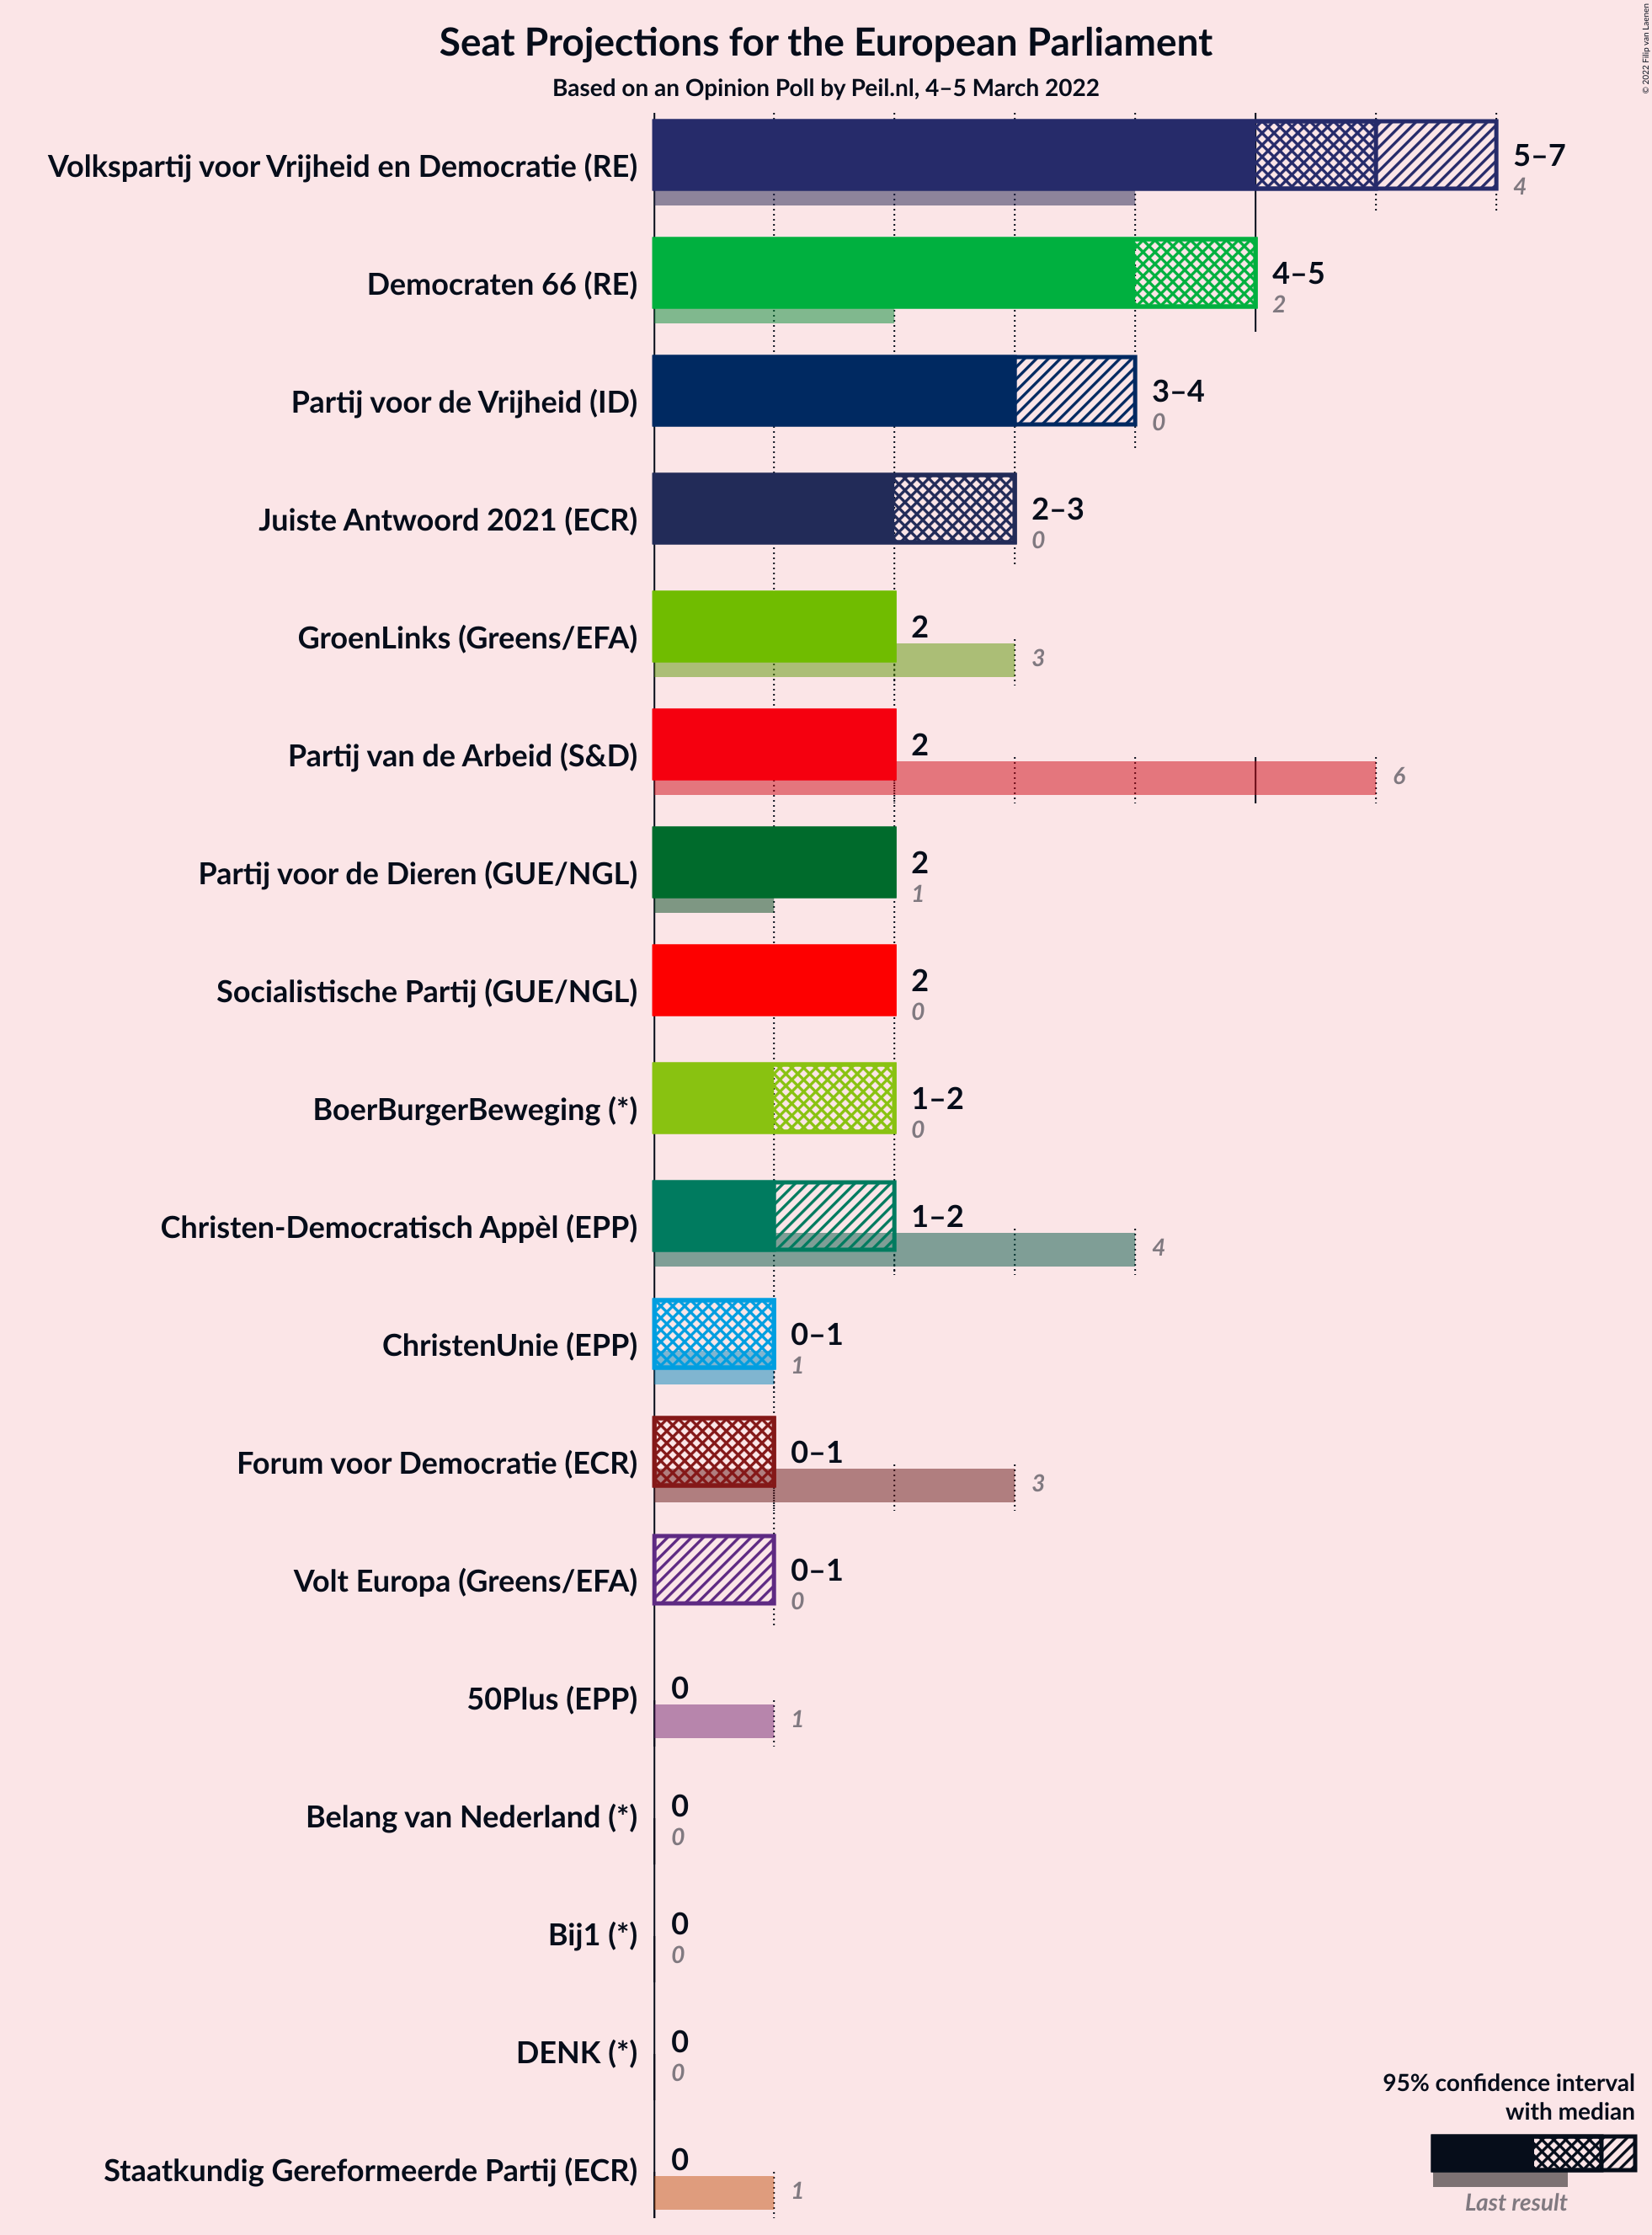 Seat Projections for the European Parliament
Based on an Opinion Poll by Peil.nl, 4–5 March 2022
© 2022 Filip van Laenen
Volkspartij voor Vrijheid en Democratie (RE)
5–7
4
Democraten 66 (RE)
4–5
2
Partij voor de Vrijheid (ID)
3–4
0
Juiste Antwoord 2021 (ECR)
2–3
0
GroenLinks (Greens/EFA)
2
3
Partij van de Arbeid (S&D)
2
6
Partij voor de Dieren (GUE/NGL)
2
1
Socialistische Partij (GUE/NGL)
2
0
BoerBurgerBeweging (*)
1–2
0
Christen-Democratisch Appèl (EPP)
1–2
4
ChristenUnie (EPP)
0–1
1
Forum voor Democratie (ECR)
0–1
3
Volt Europa (Greens/EFA)
0–1
0
50Plus (EPP)
0
1
Belang van Nederland (*)
0
0
Bij1 (*)
0
0
DENK (*)
0
0
Staatkundig Gereformeerde Partij (ECR)
0
1
95% confidence interval
with median
Last result